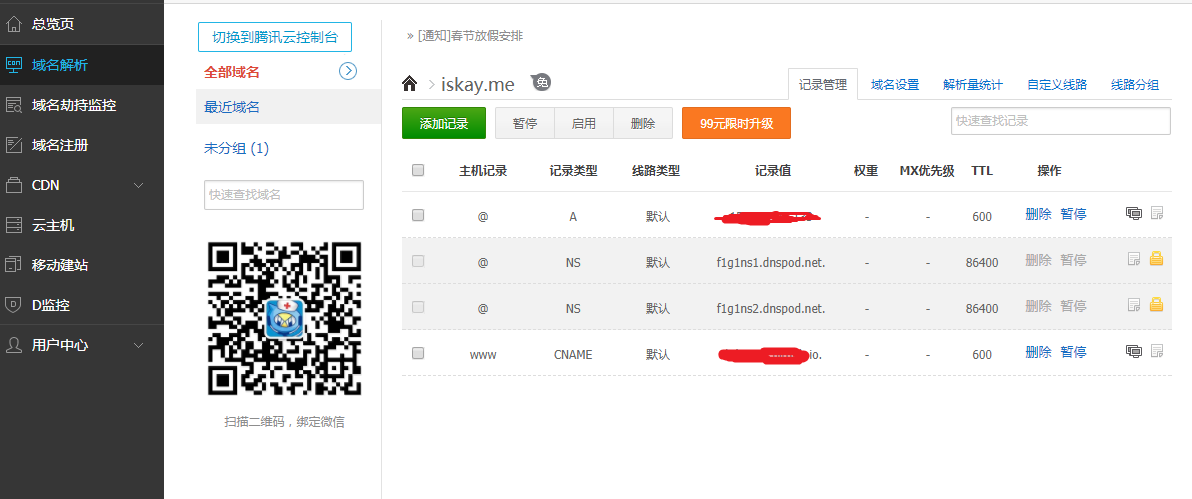 总览页
域名解析
域名劫持监控
域名注册
CDN
云主机
移动建站
D监控
用户中心
切换到腾讯云控制台
全部域名
最近域名
未分组 (1)
快速查找域名
扫描二维码，绑定微信
» [通知]春节放假安排
iskay.me 免
记录管理 域名设置 解析量统计 自定义线路 线路分组
添加记录 暂停 启用 删除 99元限时升级 快速查找记录
主机记录 记录类型 线路类型 记录值 权重 MX优先级 TTL 操作
@ A 默认 - - 600 删除 暂停
@ NS 默认 f1g1ns1.dnspod.net. - - 86400 删除 暂停
@ NS 默认 f1g1ns2.dnspod.net. - - 86400 删除 暂停
www CNAME 默认 io. - - 600 删除 暂停